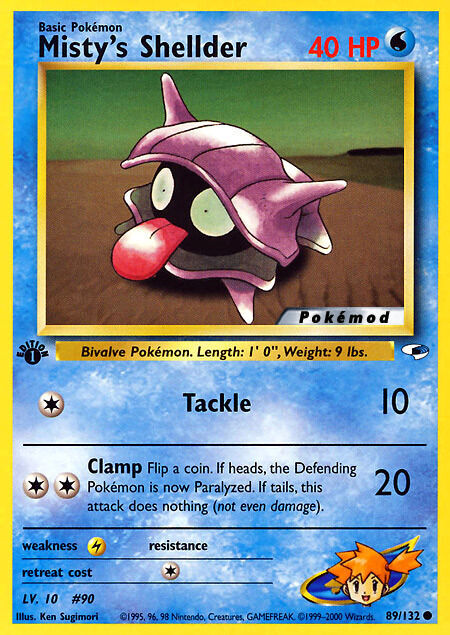 Basic Pokémon
Misty's Shellder 40 HP
Pokémod
Bivalve Pokémon. Length: 1' 0", Weight: 9 lbs.
EDITION 1
Tackle 10
Clamp Flip a coin. If heads, the Defending
Pokémon is now Paralyzed. If tails, this
attack does nothing (not even damage).
20
weakness resistance
retreat cost
LV. 10 #90
Illus. Ken Sugimori ©1995, 96, 98 Nintendo, Creatures, GAMEFREAK. ©1999-2000 Wizards. 89/132